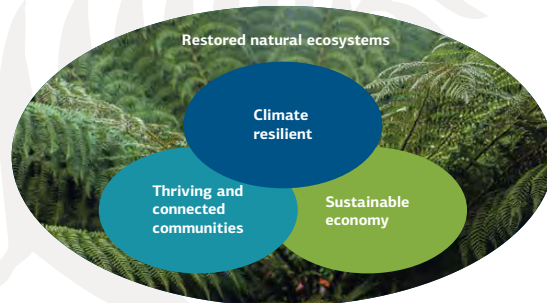 Restored natural ecosystems
Climate
resilient
Thriving and
connected
communities
Sustainable
economy